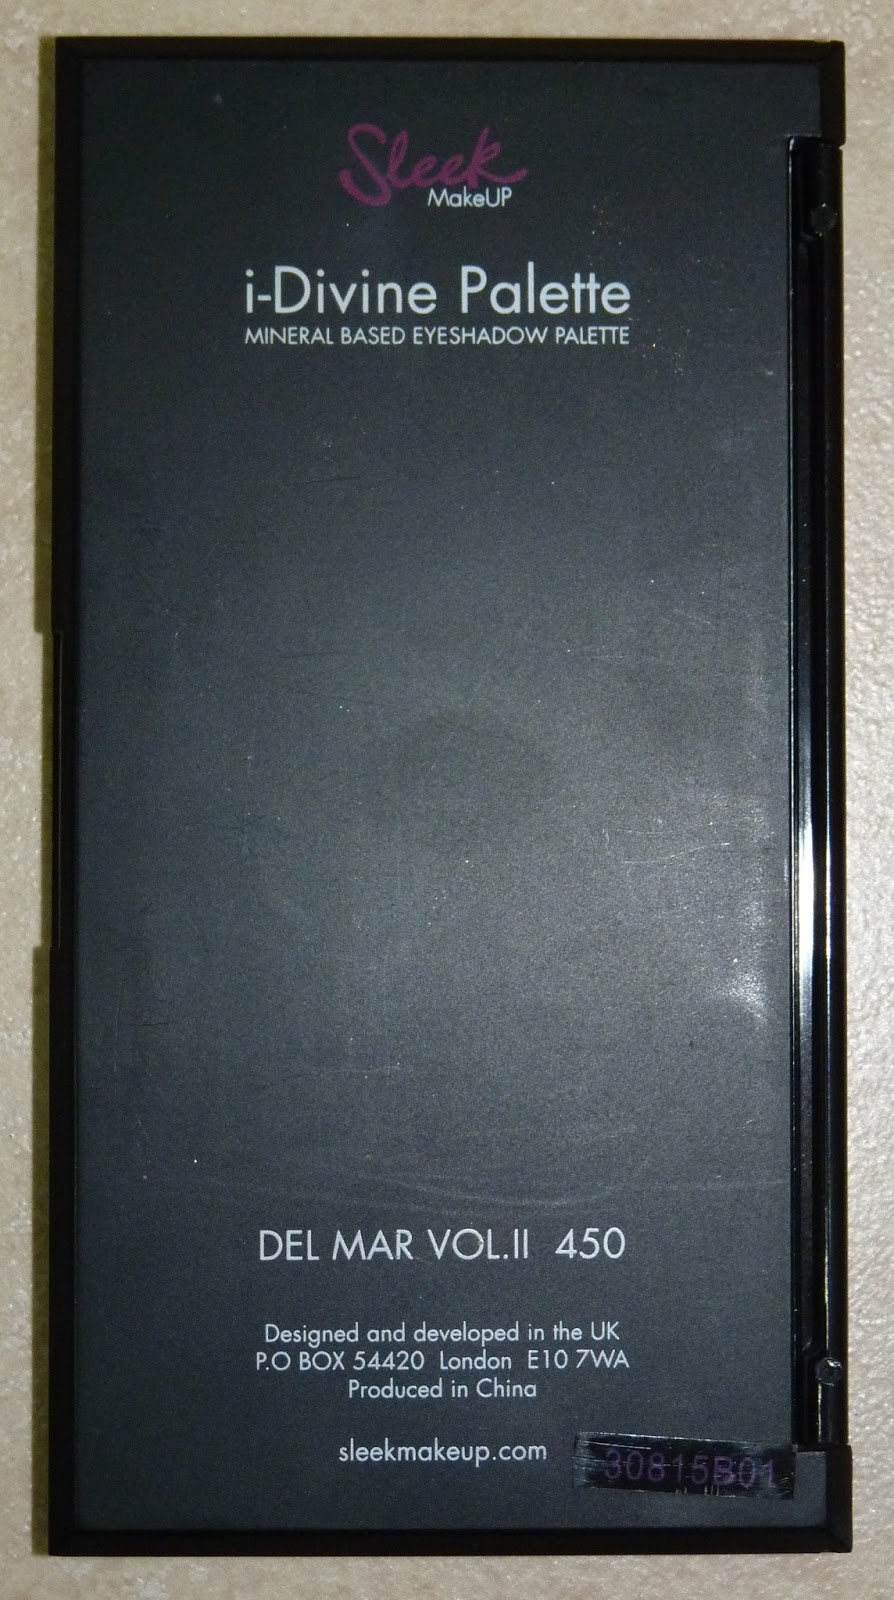 Sleek
MakeUP
i-Divine Palette
MINERAL BASED EYESHADOW PALETTE
DEL MAR VOL.II 450
Designed and developed in the UK
P.O BOX 54420 London E10 7WA
Produced in China
sleekmakeup.com
30815B01